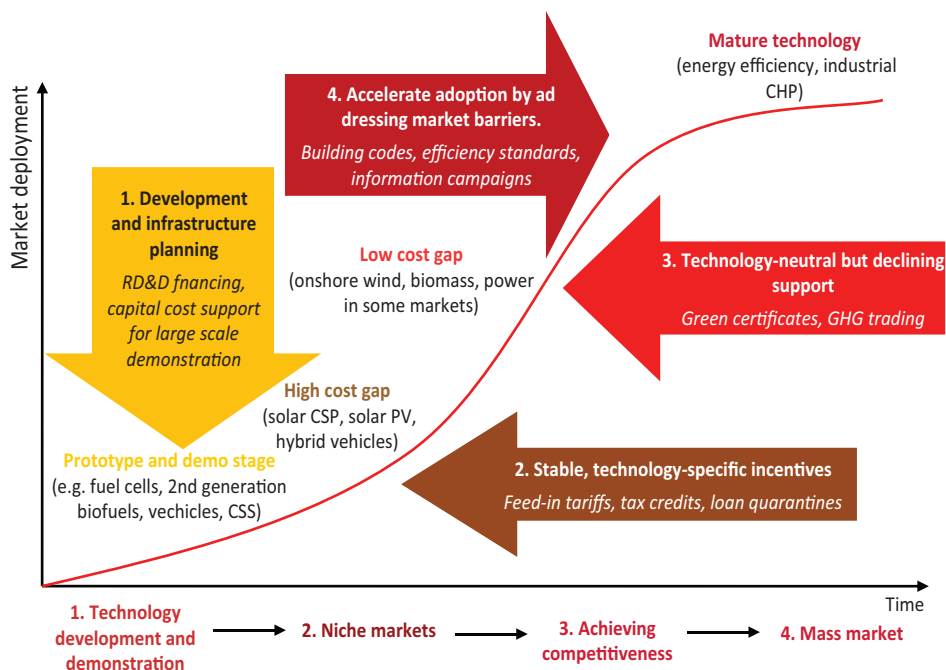 Mature technology
(energy efficiency, industrial
CHP)
4. Accelerate adoption by ad
dressing market barriers.
Building codes, efficiency standards,
information campaigns
Market deployment
1. Development
and infrastructure
planning
RD&D financing,
capital cost support
for large scale
demonstration
Low cost gap
(onshore wind, biomass, power
in some markets)
3. Technology-neutral but declining
support
Green certificates, GHG trading
High cost gap
(solar CSP, solar PV,
hybrid vehicles)
Prototype and demo stage
(e.g. fuel cells, 2nd generation
biofuels, vechicles, CSS)
2. Stable, technology-specific incentives
Feed-in tariffs, tax credits, loan quarantines
Time
1. Technology
development and
demonstration
2. Niche markets
3. Achieving
competitiveness
4. Mass market